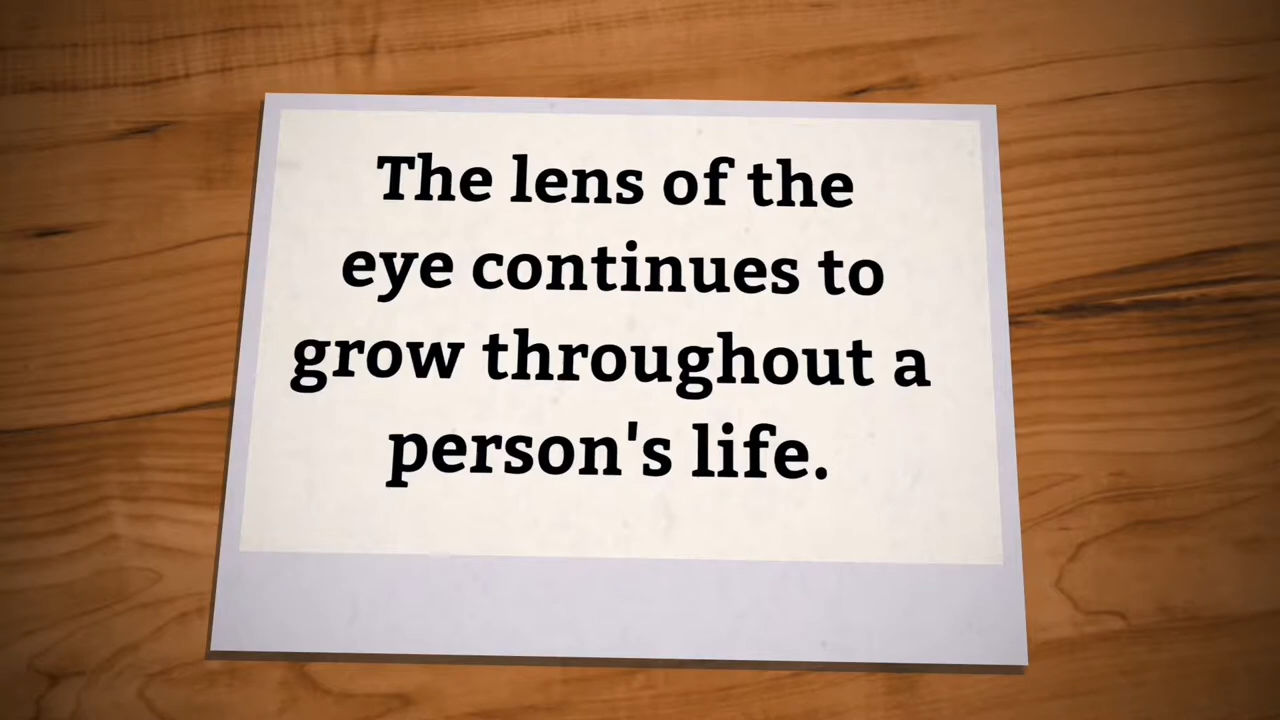 The lens of the
eye continues to
grow throughout a
person's life.